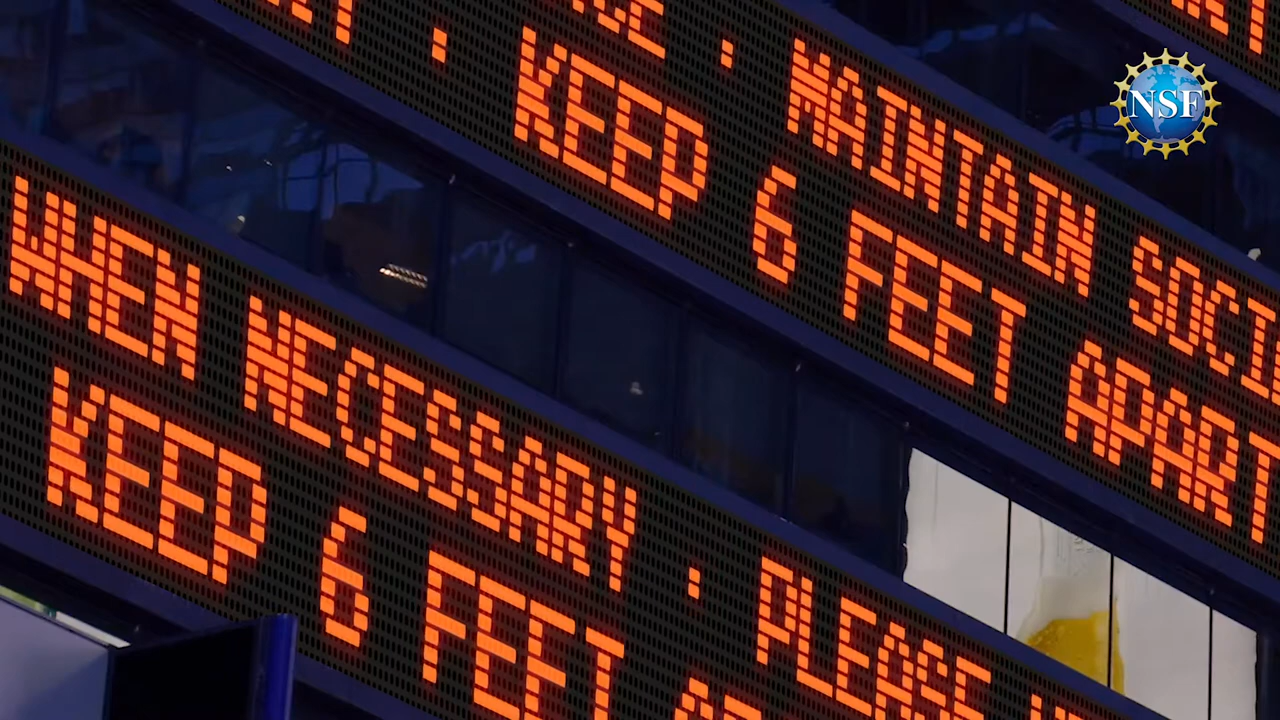 MAINTAIN
KEEP 6 FEET APART
NSF
WHEN NECESSARY · PLEASE
KEEP 6 FEET